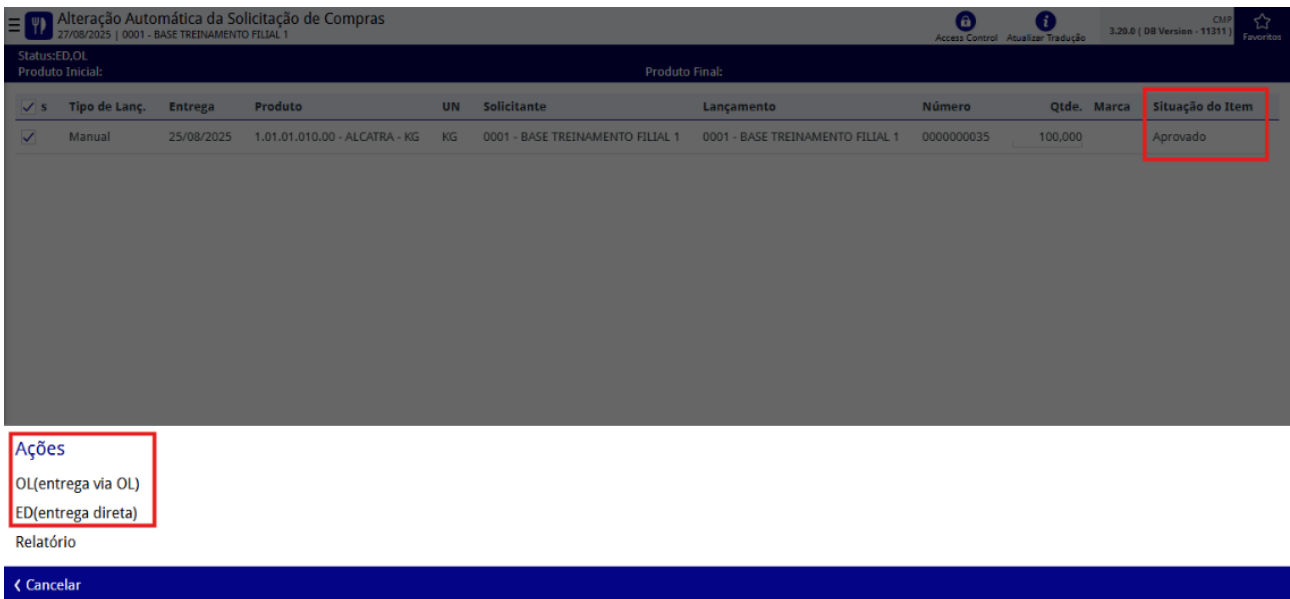 Alteração Automática da Solicitação de Compras
27/08/2025 | 0001 - BASE TREINAMENTO FILIAL 1
Access Control Atualizar Tradução
CMP
3.29.0 ( DB Version - 11311 )
Favoritos
Status:ED,OL
Produto Inicial: Produto Final:
s Tipo de Lanç. Entrega Produto UN Solicitante Lançamento Número Qtde. Marca Situação do Item
Manual 25/08/2025 1.01.01.010.00 - ALCATRA - KG KG 0001 - BASE TREINAMENTO FILIAL 1 0001 - BASE TREINAMENTO FILIAL 1 0000000035 100,000 Aprovado
Ações
OL(entrega via OL)
ED(entrega direta)
Relatório
Cancelar